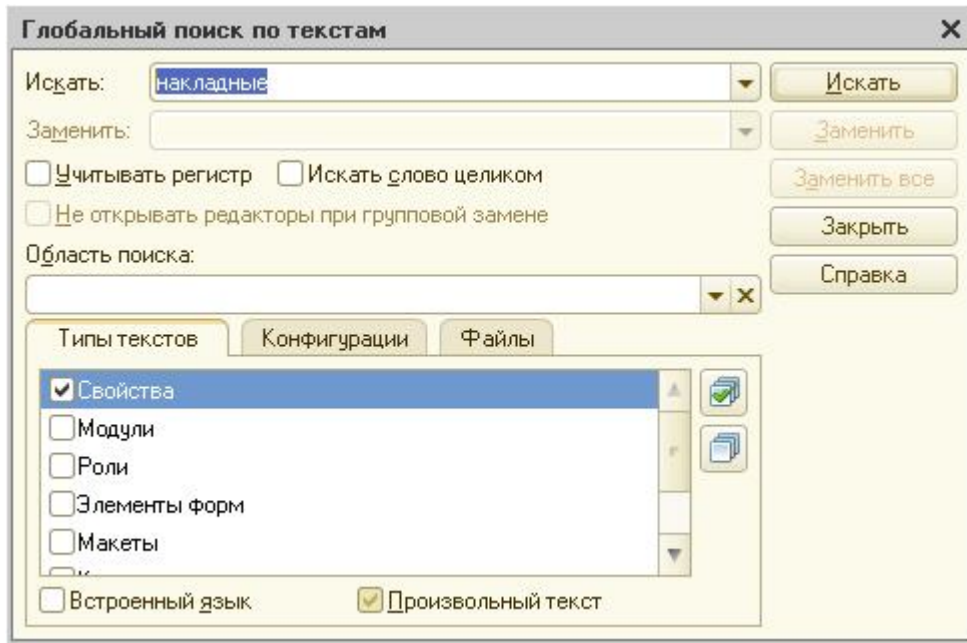 Глобальный поиск по текстам
Искать: накладные Искать
Заменить: Заменить
Учитывать регистр Искать слово целиком Заменить все
Не открывать редакторы при групповой замене
Закрыть
Область поиска:
Справка
Типы текстов Конфигурации Файлы
Свойства
Модули
Роли
Элементы форм
Макеты
Встроенный язык Произвольный текст